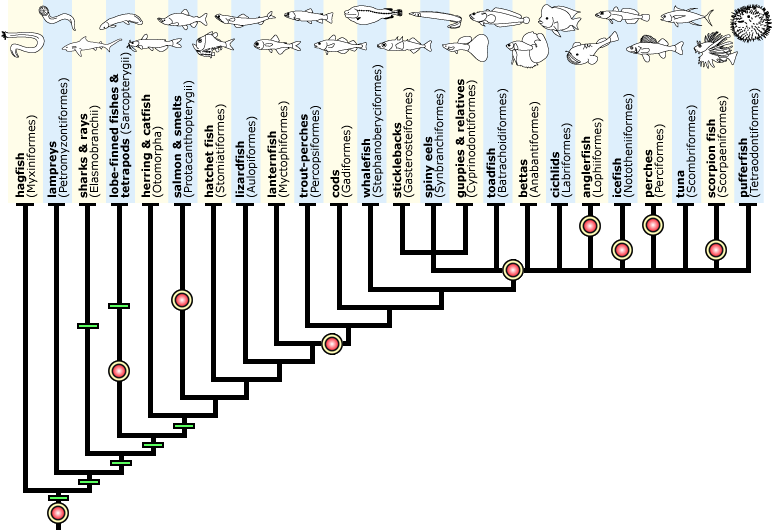 hagfish
(Myxiniformes)
lampreys
(Petromyzontiformes)
sharks & rays
(Elasmobranchii)
lobe-finned fishes &
tetrapods (Sarcopterygii)
herring & catfish
(Otomorpha)
salmon & smelts
(Protacanthopterygii)
hatchet fish
(Stomiatiformes)
lizardfish
(Aulopiiformes)
lanternfish
(Myctophiformes)
trout-perches
(Percopsiformes)
cods
(Gadiformes)
whalefish
(Stephanoberyciformes)
sticklebacks
(Gasterosteiformes)
spiny eels
(Synbranchiformes)
guppies & relatives
(Cyprinodontiformes)
toadfish
(Batrachoidiformes)
bettas
(Anabantiformes)
cichlids
(Labriformes)
anglerfish
(Lophiiformes)
icefish
(Nototheniiformes)
perches
(Perciformes)
tuna
(Scombriformes)
scorpion fish
(Scorpaeniformes)
pufferfish
(Tetraodontiformes)